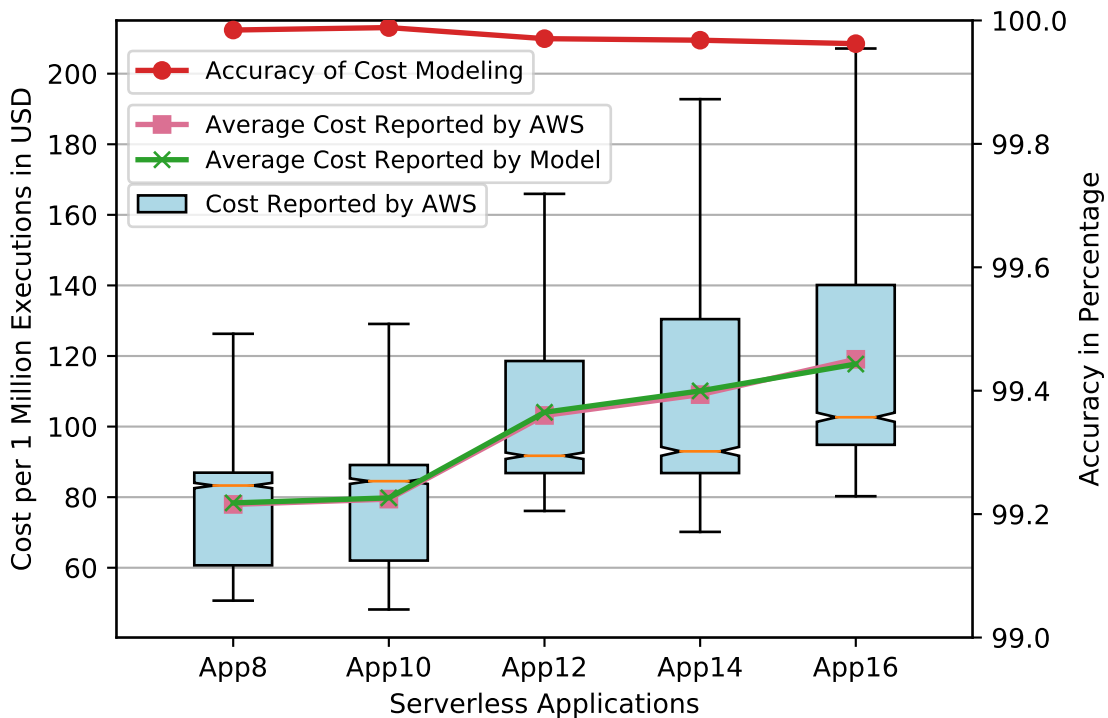 Accuracy of Cost Modeling
Average Cost Reported by AWS
Average Cost Reported by Model
Cost Reported by AWS
Cost per 1 Million Executions in USD
200
180
160
140
120
100
80
60
100.0
99.8
99.6
99.4
99.2
99.0
Accuracy in Percentage
App8 App10 App12 App14 App16
Serverless Applications